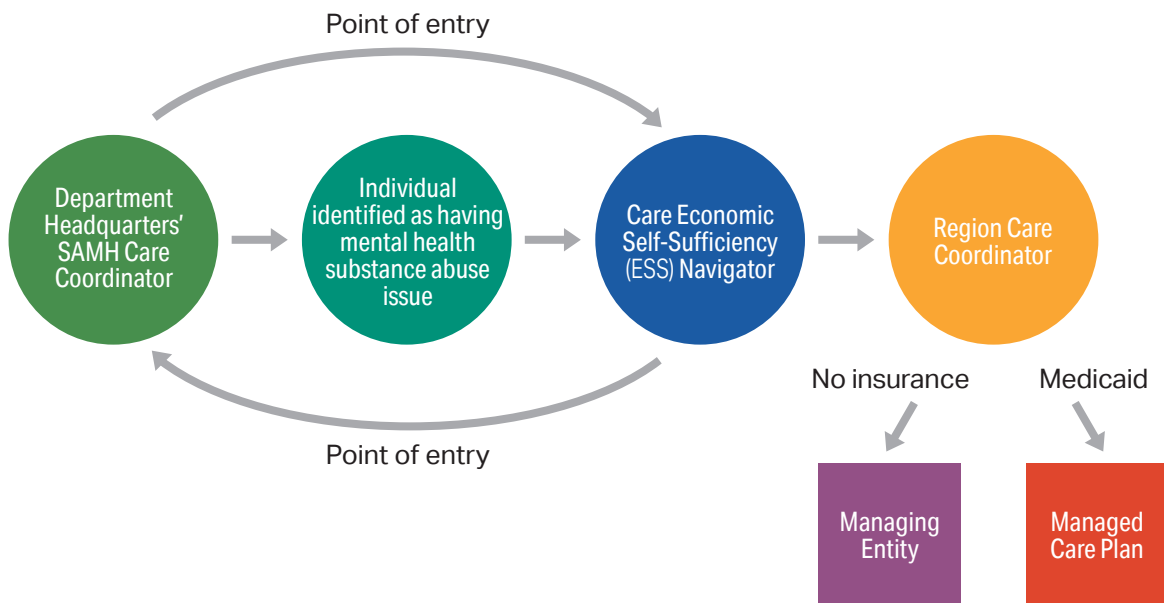 Point of entry
Department
Headquarters'
SAMH Care
Coordinator
Individual
identified as having
mental health
substance abuse
issue
Care Economic
Self-Sufficiency
(ESS) Navigator
Region Care
Coordinator
Point of entry
No insurance
Medicaid
Managing
Entity
Managed
Care Plan